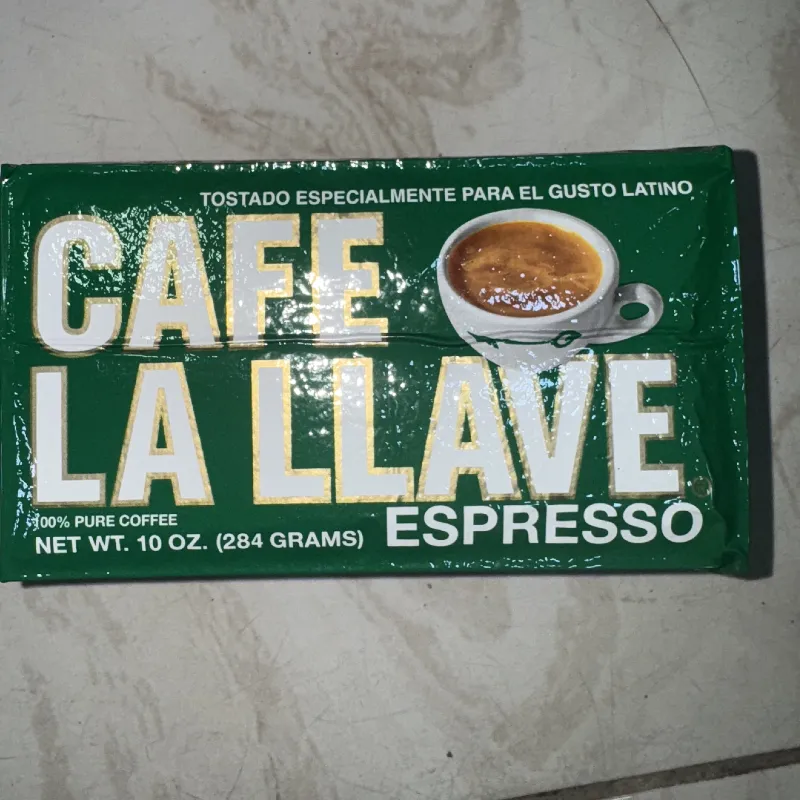 TOSTADO ESPECIALMENTE PARA EL GUSTO LATINO
CAFE
LA LLAVE
ESPRESSO
100% PURE COFFEE
NET WT. 10 OZ. (284 GRAMS)